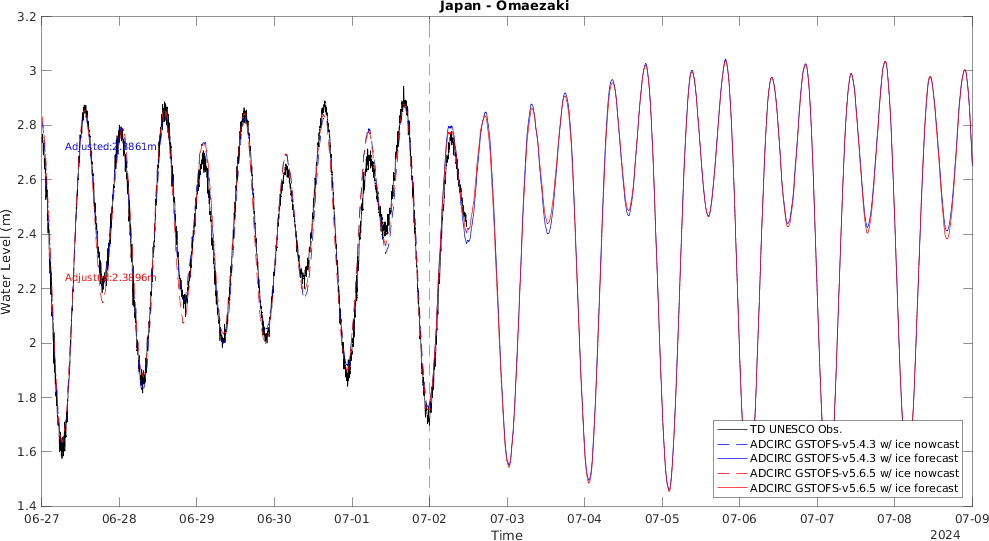 Japan - Omaezaki
3.2
3
2.8
2.6
2.4
2.2
2
1.8
1.6
1.4
Water Level (m)
Adjusted:2.3861m
Adjusted:2.3896m
TD UNESCO Obs.
ADCIRC GSTOFS-v5.4.3 w/ ice nowcast
ADCIRC GSTOFS-v5.4.3 w/ ice forecast
ADCIRC GSTOFS-v5.6.5 w/ ice nowcast
ADCIRC GSTOFS-v5.6.5 w/ ice forecast
06-27 06-28 06-29 06-30 07-01 07-02 07-03 07-04 07-05 07-06 07-07 07-08 07-09
Time
2024